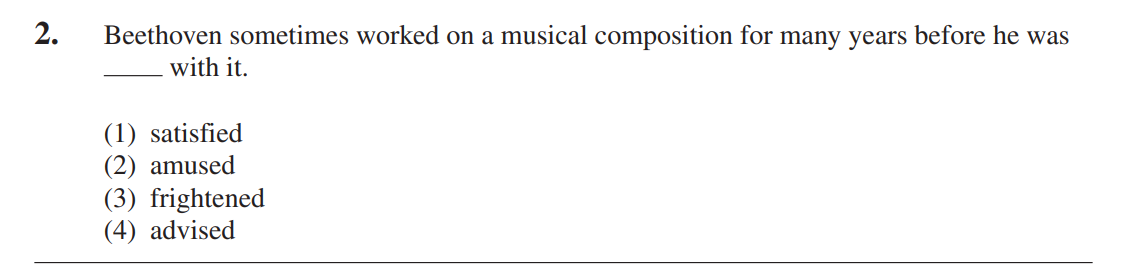 2. Beethoven sometimes worked on a musical composition for many years before he was
____ with it.
(1) satisfied
(2) amused
(3) frightened
(4) advised